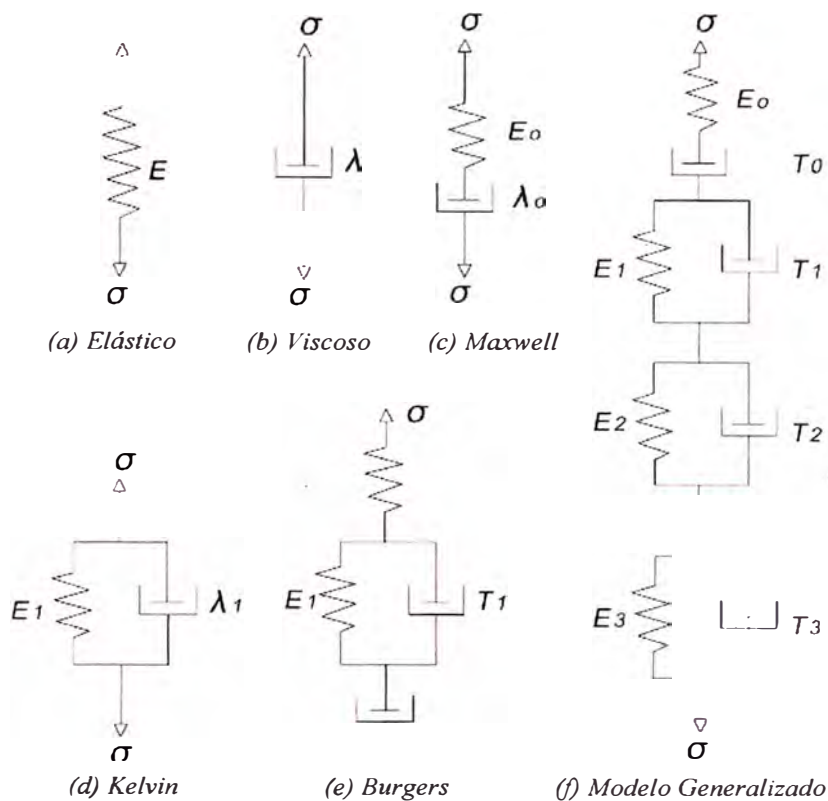 σ
E
σ
(a) Elástico
σ
λ
σ
(b) Viscoso
σ
Eo
λo
σ
(c) Maxwell
σ
Eo
To
E1
T1
E2
T2
E3
T3
σ
(f) Modelo Generalizado
σ
E1
λ1
σ
(d) Kelvin
σ
E1
T1
(e) Burgers